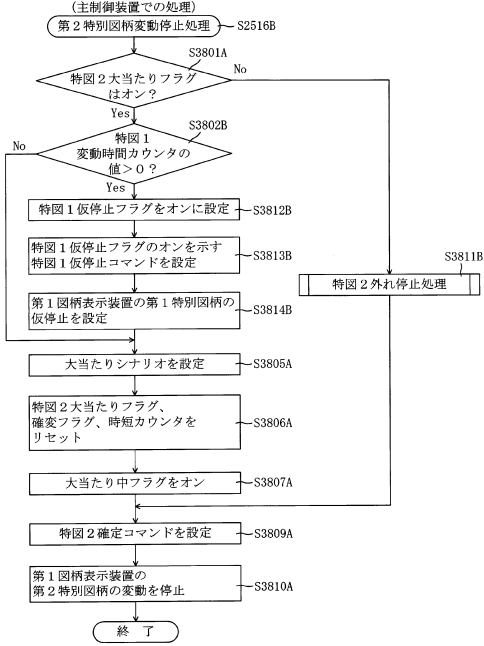 (主制御装置での処理)
第2特別図柄変動停止処理
S2516B
S3801A
特図2大当たりフラグ
はオン?
No
Yes
S3802B
特図1
変動時間カウンタの
値>0?
No
Yes
特図1仮停止フラグをオンに設定
S3812B
特図1仮停止フラグのオンを示す
特図1仮停止コマンドを設定
S3813B
S3811B
特図2外れ停止処理
第1図柄表示装置の第1特別図柄の
仮停止を設定
S3814B
大当たりシナリオを設定
S3805A
特図2大当たりフラグ、
確変フラグ、時短カウンタを
リセット
S3806A
大当たり中フラグをオン
S3807A
特図2確定コマンドを設定
S3809A
第1図柄表示装置の
第2特別図柄の変動を停止
S3810A
終 了